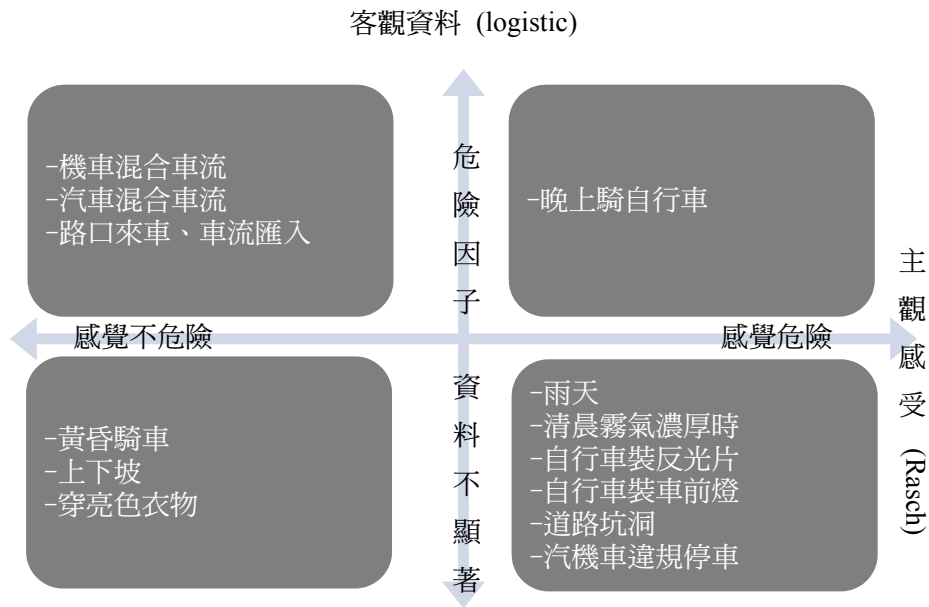 客觀資料 (logistic)
-機車混合車流
-汽車混合車流
-路口來車、車流匯入
危險因子
-晚上騎自行車
主觀感受 (Rasch)
感覺不危險
感覺危險
-黃昏騎車
-上下坡
-穿亮色衣物
資料不顯著
-雨天
-清晨霧氣濃厚時
-自行車裝反光片
-自行車裝車前燈
-道路坑洞
-汽機車違規停車